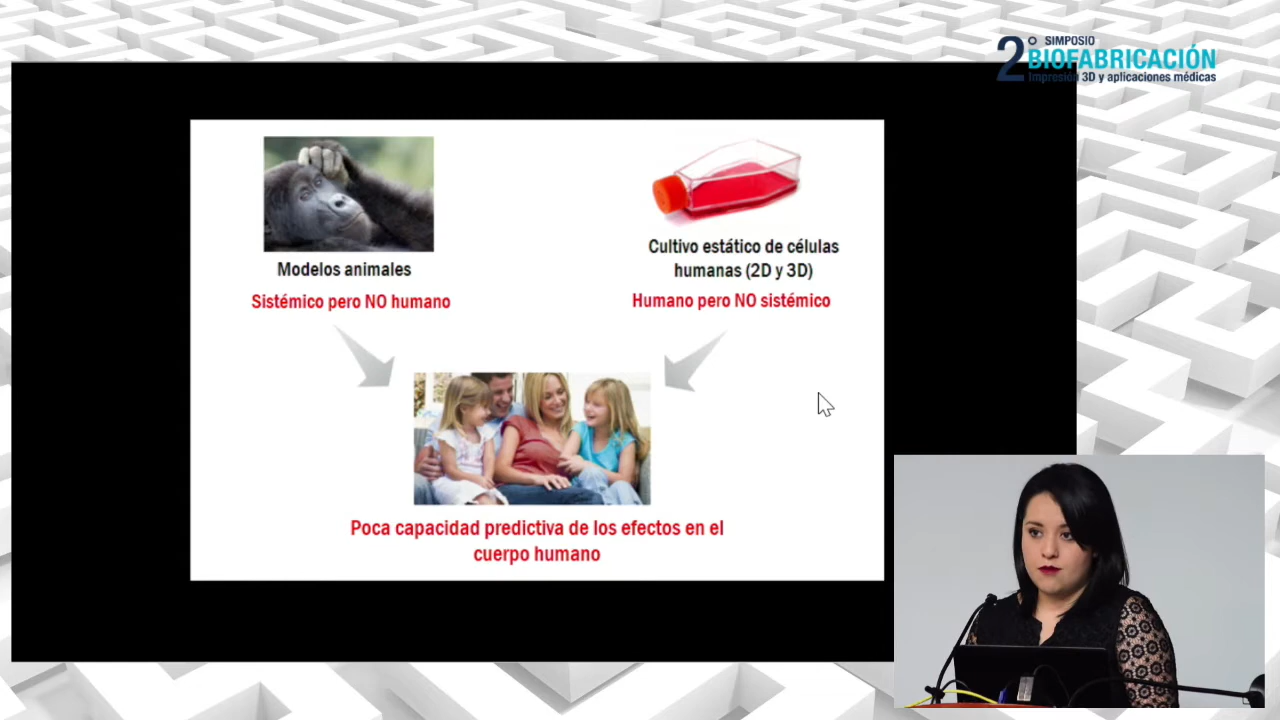 2º SIMPOSIO
BIOFABRICACIÓN
Impresión 3D y aplicaciones médicas
Modelos animales
Sistémico pero NO humano
Cultivo estático de células
humanas (2D y 3D)
Humano pero NO sistémico
Poca capacidad predictiva de los efectos en el
cuerpo humano